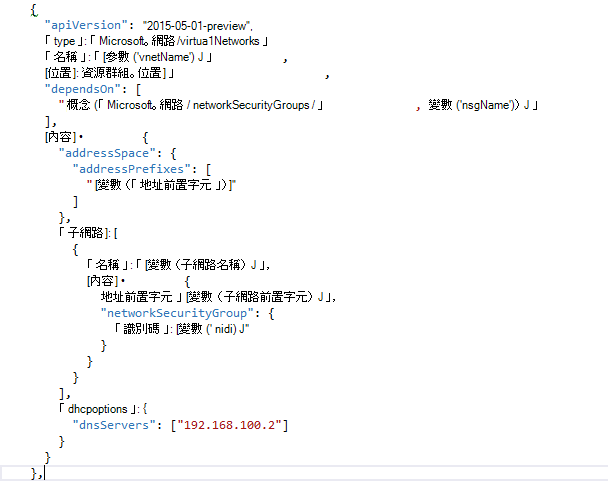 {
"apiVersion": "2015-05-01-preview",
「 type 」:「 Microsoft。網路 /virtua1Networks 」
「 名稱 」:「 [參數 ('vnetName') J 」 ,
[位置]: 資源群組。位置] 」 ,
"dependsOn": [
" 概念 (「 Microsoft。網路 / networkSecurityGroups / 」 , 變數 ('nsgName')〉 J 」
],
[內容] • {
"addressSpace": {
"addressPrefixes": [
" [變數 (「 地址前置字元 」)]"
]
},
「 子網路]: [
{
「 名稱 」:「 [變數 （子網路名稱） J 」,
[內容] • {
地址前置字元 」[變數 （子網路前置字元） J 」,
"networkSecurityGroup": {
「 識別碼 」: [變數 (' nidi) J"
}
}
}
],
「 dhcpoptions 」: {
"dnsServers": ["192.168.100.2"]
}
}
},